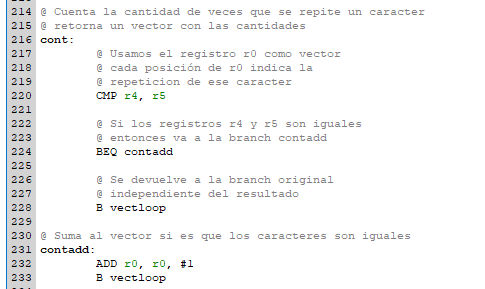 214 @ Cuenta la cantidad de veces que se repite un caracter
215 @ retorna un vector con las cantidades
216 cont:
217 @ Usamos el registro r0 como vector
218 @ cada posición de r0 indica la
219 @ repeticion de ese caracter
220 CMP r4, r5
221
222 @ Si los registros r4 y r5 son iguales
223 @ entonces va a la branch contadd
224 BEQ contadd
225
226 @ Se devuelve a la branch original
227 @ independiente del resultado
228 B vectloop
229
230 @ Suma al vector si es que los caracteres son iguales
231 contadd:
232 ADD r0, r0, #1
233 B vectloop